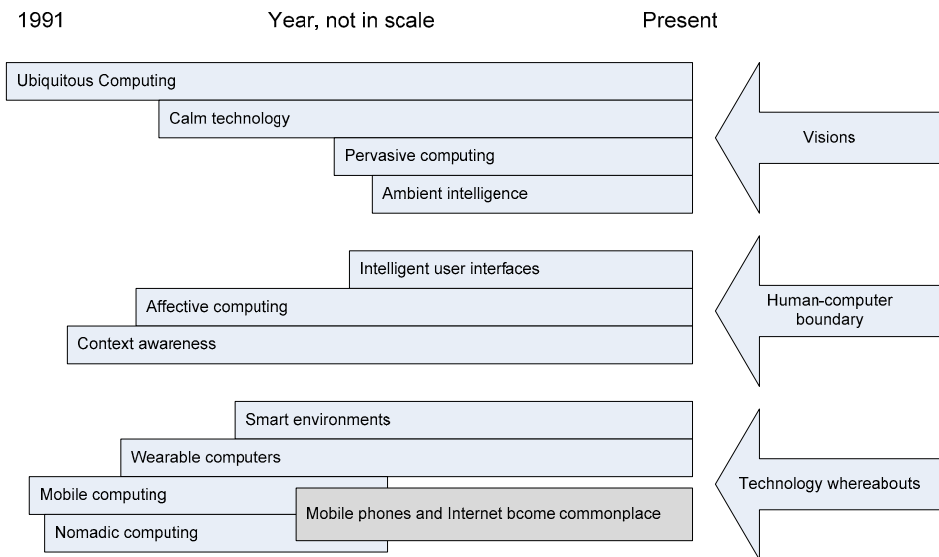 1991
Year, not in scale
Present
Ubiquitous Computing
Calm technology
Pervasive computing
Ambient intelligence
Visions
Intelligent user interfaces
Affective computing
Context awareness
Human-computer
boundary
Smart environments
Wearable computers
Mobile computing
Nomadic computing
Mobile phones and Internet bcome commonplace
Technology whereabouts